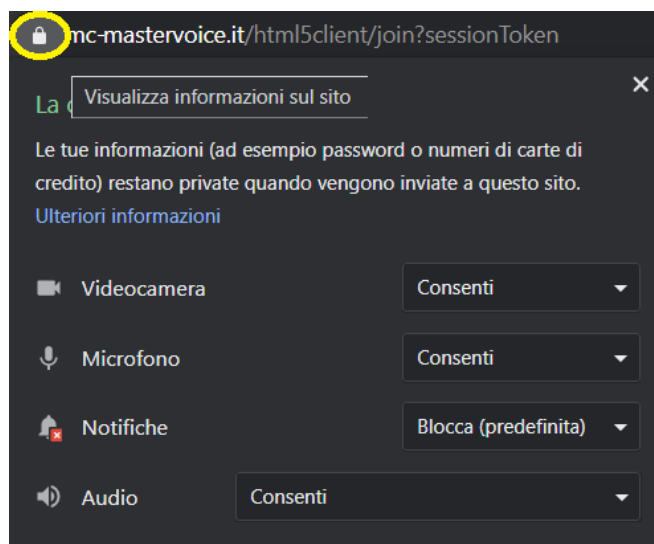 mc-mastervoice.it/html5client/join?sessionToken
La
Visualizza informazioni sul sito
Le tue informazioni (ad esempio password o numeri di carte di
credito) restano private quando vengono inviate a questo sito.
Ulteriori informazioni
Videocamera Consenti
Microfono Consenti
Notifiche Blocca (predefinita)
Audio Consenti